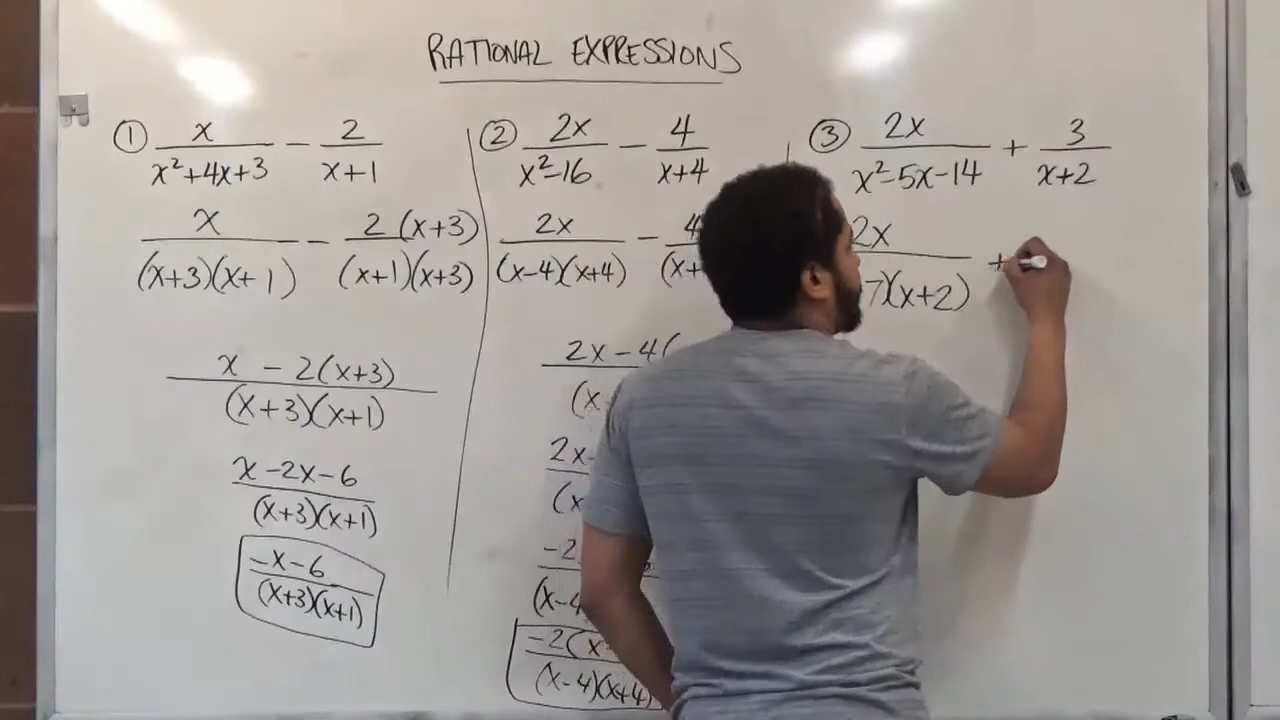 RATIONAL EXPRESSIONS
① x/(x²+4x+3) − 2/(x+1)
x/((x+3)(x+1)) − 2(x+3)/((x+1)(x+3))
(x − 2(x+3))/((x+3)(x+1))
(x−2x−6)/((x+3)(x+1))
(−x−6)/((x+3)(x+1))
② 2x/(x²−16) − 4/(x+4)
2x/((x−4)(x+4)) − 4/(x+
2x−4(/(x
2x−/(x
−2/(x−4
−2(x/((x−4)(x+4)
③ 2x/(x²−5x−14) + 3/(x+2)
2x/7)(x+2) +